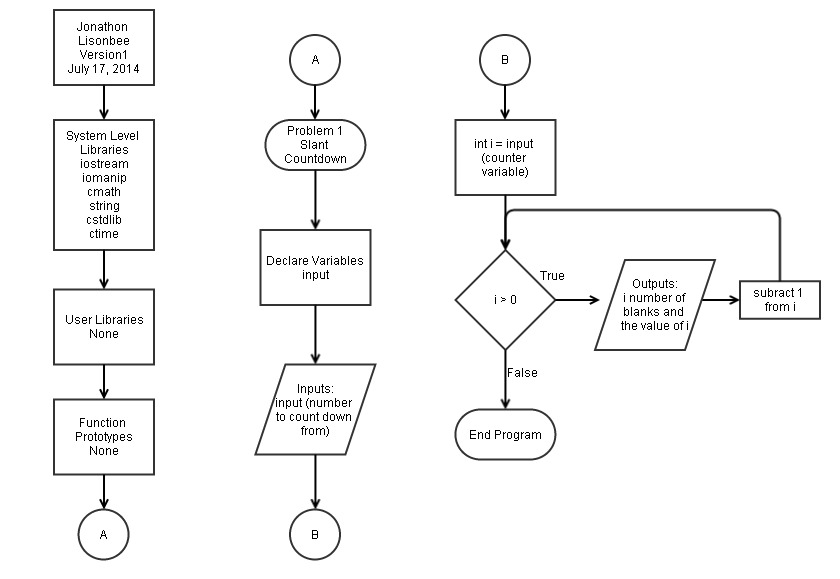 Jonathon
Lisonbee
Version1
July 17, 2014
System Level
Libraries
iostream
iomanip
cmath
string
cstdlib
ctime
User Libraries
None
Function
Prototypes
None
A
A
Problem 1
Slant
Countdown
Declare Variables
input
Inputs:
input (number
to count down
from)
B
B
int i = input
(counter
variable)
i > 0
True
Outputs:
i number of
blanks and
the value of i
subtract 1
from i
False
End Program